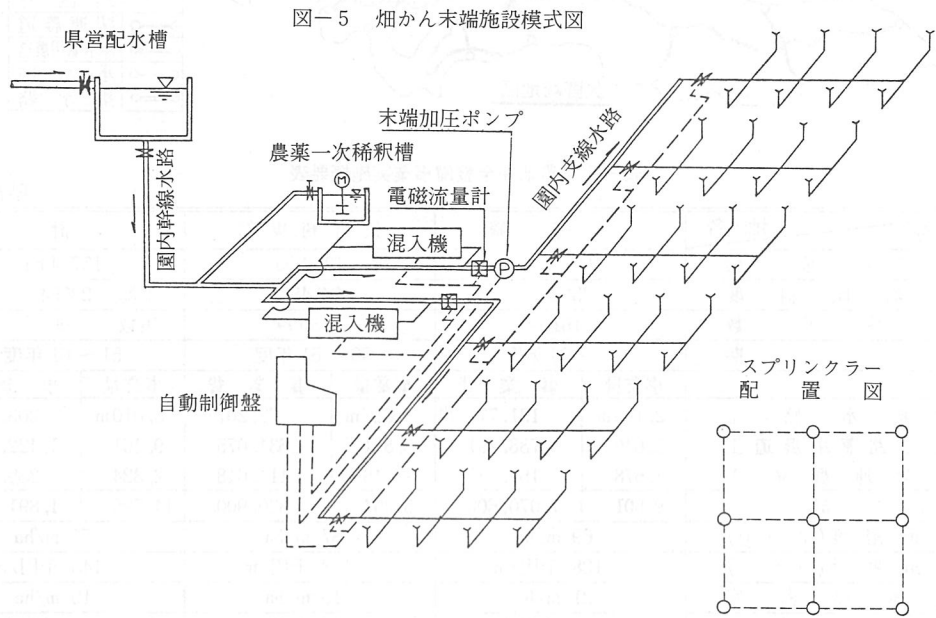 図－5 畑かん末端施設模式図
県営配水槽
末端加圧ポンプ
農薬一次稀釈槽
園内幹線水路
電磁流量計
園内支線水路
M
混入機
P
混入機
自動制御盤
スプリンクラー
配置図